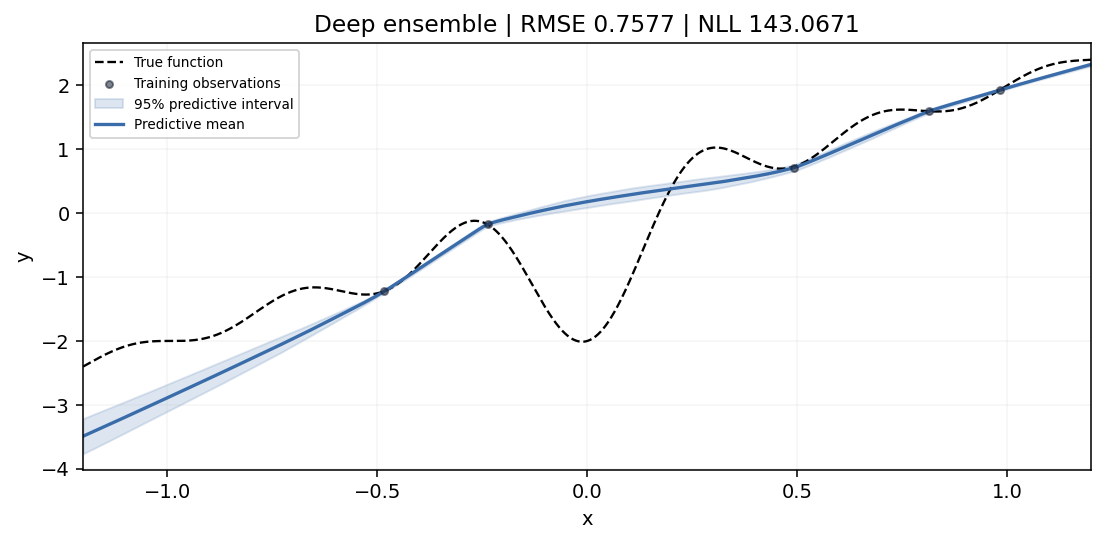 Deep ensemble | RMSE 0.7577 | NLL 143.0671
True function
Training observations
95% predictive interval
Predictive mean
2
1
0
−1
−2
−3
−4
y
−1.0
−0.5
0.0
0.5
1.0
x